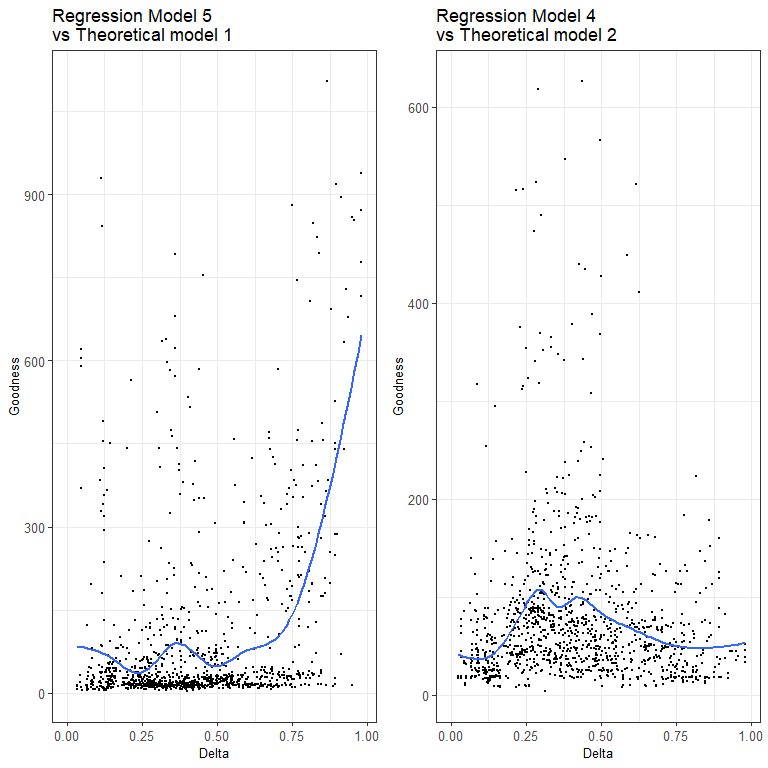 Regression Model 5
vs Theoretical model 1
Goodness
900
600
300
0
0.00 0.25 0.50 0.75 1.00
Delta
Regression Model 4
vs Theoretical model 2
Goodness
600
400
200
0
0.00 0.25 0.50 0.75 1.00
Delta